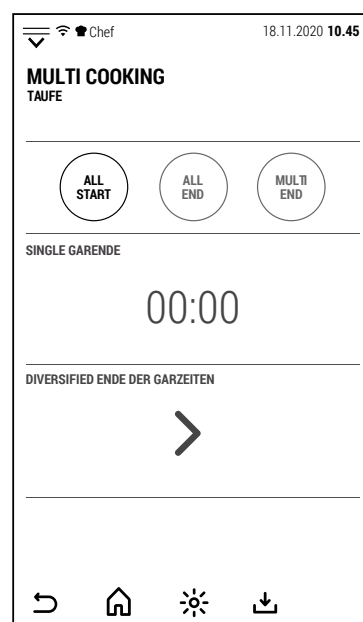 Chef 18.11.2020 10.45
MULTI COOKING
TAUFE
ALL START
ALL END
MULTI END
SINGLE GARENDE
00:00
DIVERSIFIED ENDE DER GARZEITEN